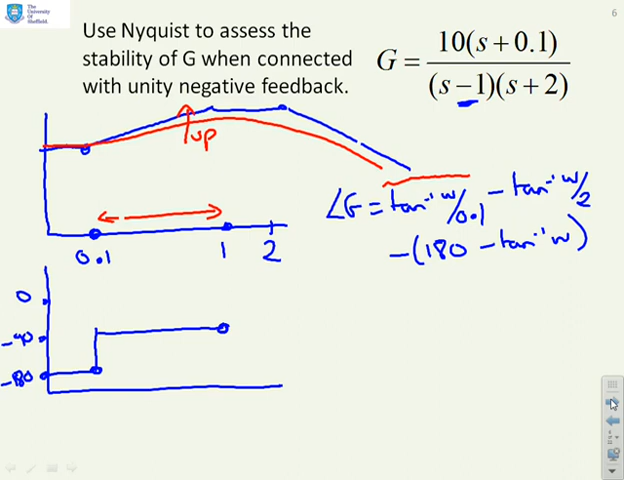 The
University
Of
Sheffield.
6
Use Nyquist to assess the
stability of G when connected
with unity negative feedback.
G = 10(s + 0.1) / (s − 1)(s + 2)
up
∠G = tan⁻¹ w/0.1 − tan⁻¹ w/2
− (180 − tan⁻¹ w)
0.1 1 2
0
−90
−180